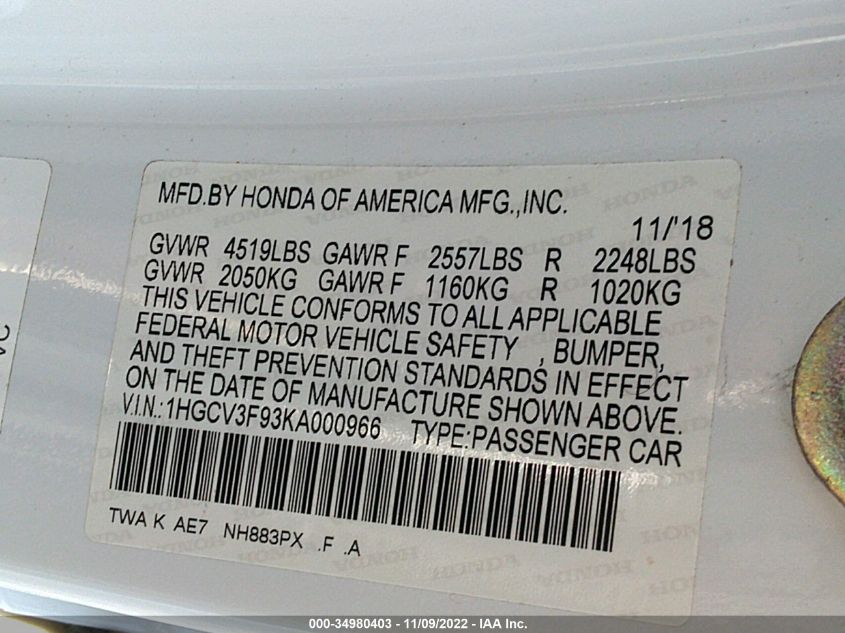 MFD.BY HONDA OF AMERICA MFG.,INC.
11/'18
GVWR 4519LBS GAWR F 2557LBS R 2248LBS
GVWR 2050KG GAWR F 1160KG R 1020KG
THIS VEHICLE CONFORMS TO ALL APPLICABLE
FEDERAL MOTOR VEHICLE SAFETY , BUMPER,
AND THEFT PREVENTION STANDARDS IN EFFECT
ON THE DATE OF MANUFACTURE SHOWN ABOVE.
V.I.N.:1HGCV3F93KA000966 TYPE:PASSENGER CAR
TWA K AE7 NH883PX .F .A
000-34980403 - 11/09/2022 - IAA Inc.